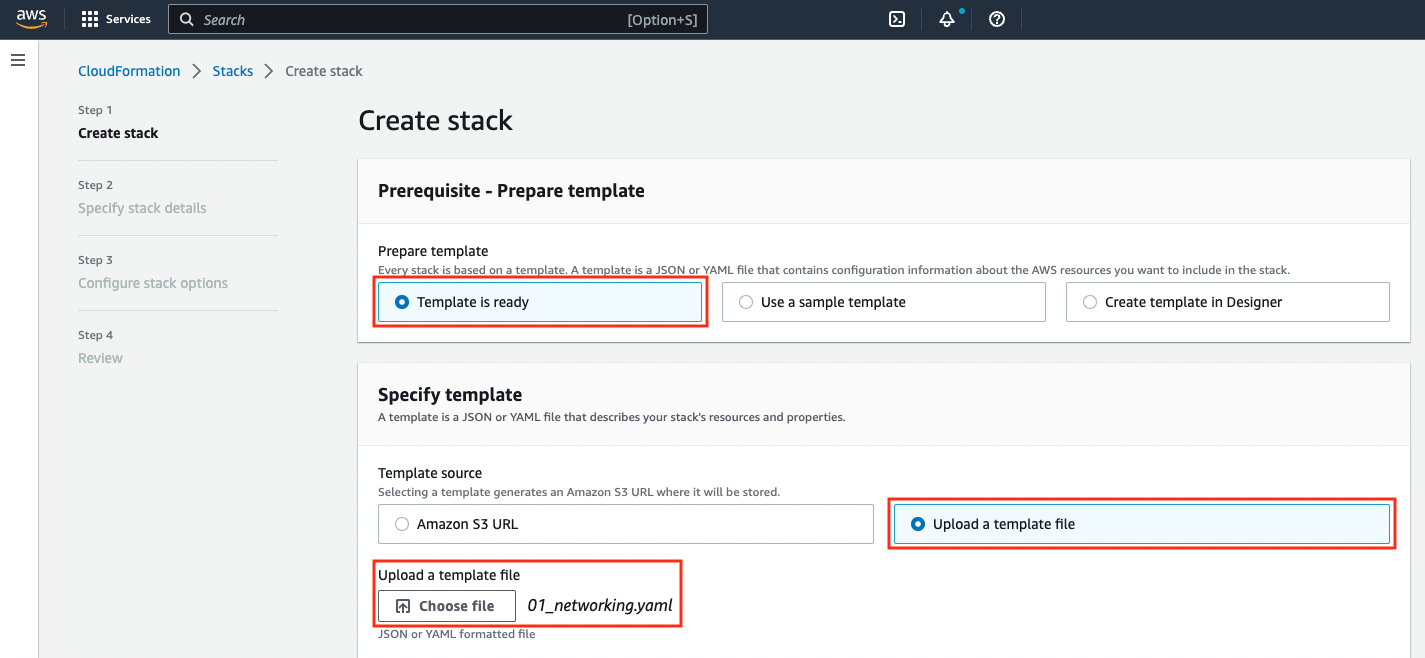 aws
Services
Search
[Option+S]
CloudFormation
Stacks
Create stack
Step 1
Create stack
Step 2
Specify stack details
Step 3
Configure stack options
Step 4
Review
Create stack
Prerequisite - Prepare template
Prepare template
Every stack is based on a template. A template is a JSON or YAML file that contains configuration information about the AWS resources you want to include in the stack.
Template is ready
Use a sample template
Create template in Designer
Specify template
A template is a JSON or YAML file that describes your stack's resources and properties.
Template source
Selecting a template generates an Amazon S3 URL where it will be stored.
Amazon S3 URL
Upload a template file
Upload a template file
Choose file
01_networking.yaml
JSON or YAML formatted file